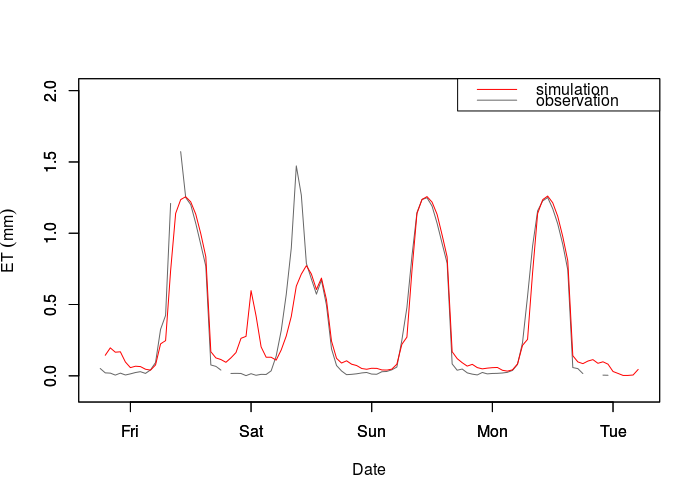 simulation
observation
2.0
1.5
1.0
0.5
0.0
ET (mm)
Fri Sat Sun Mon Tue
Date